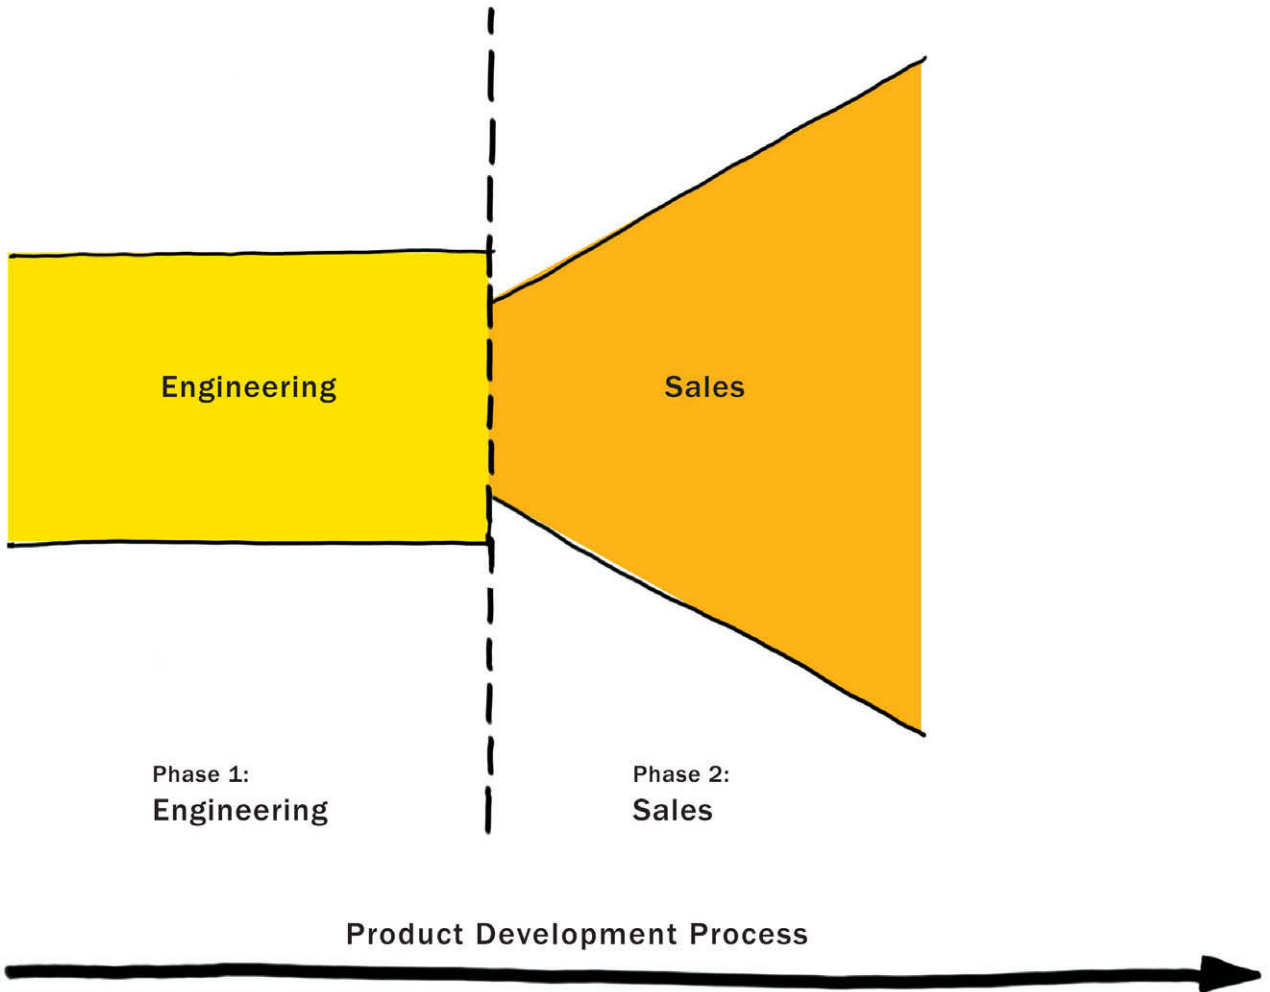 Engineering
Sales
Phase 1:
Engineering
Phase 2:
Sales
Product Development Process